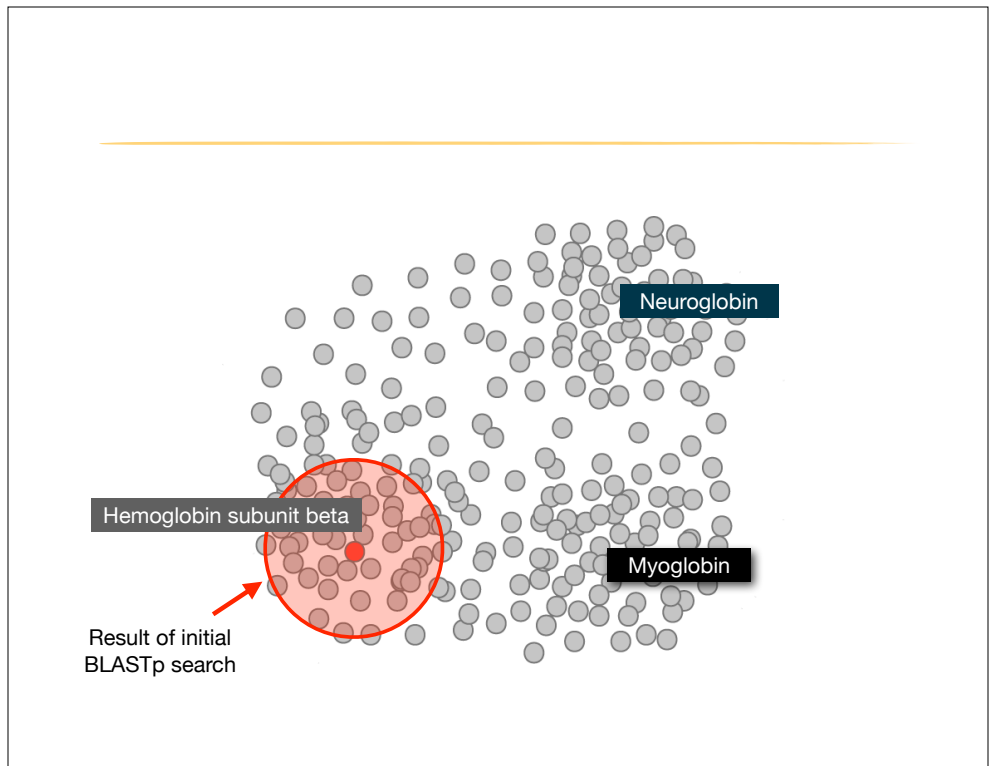 Neuroglobin
Hemoglobin subunit beta
Myoglobin
Result of initial
BLASTp search